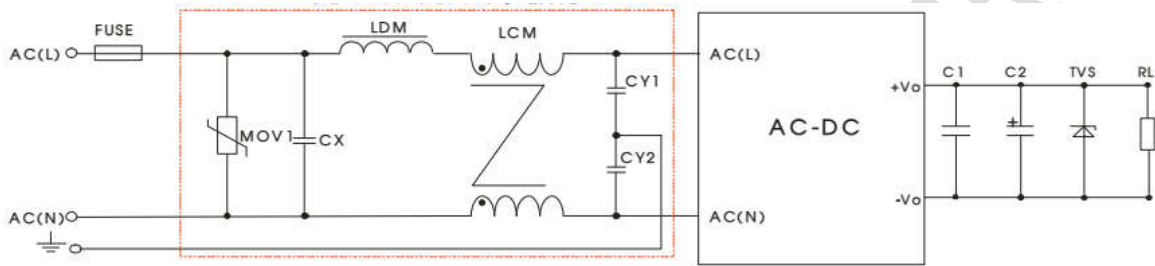 FUSE
LDM
LCM
AC(L)
AC(L)
CY1
C1
C2
TVS
RL
+Vo
AC-DC
MOV1
CX
+
CY2
AC(N)
AC(N)
-Vo